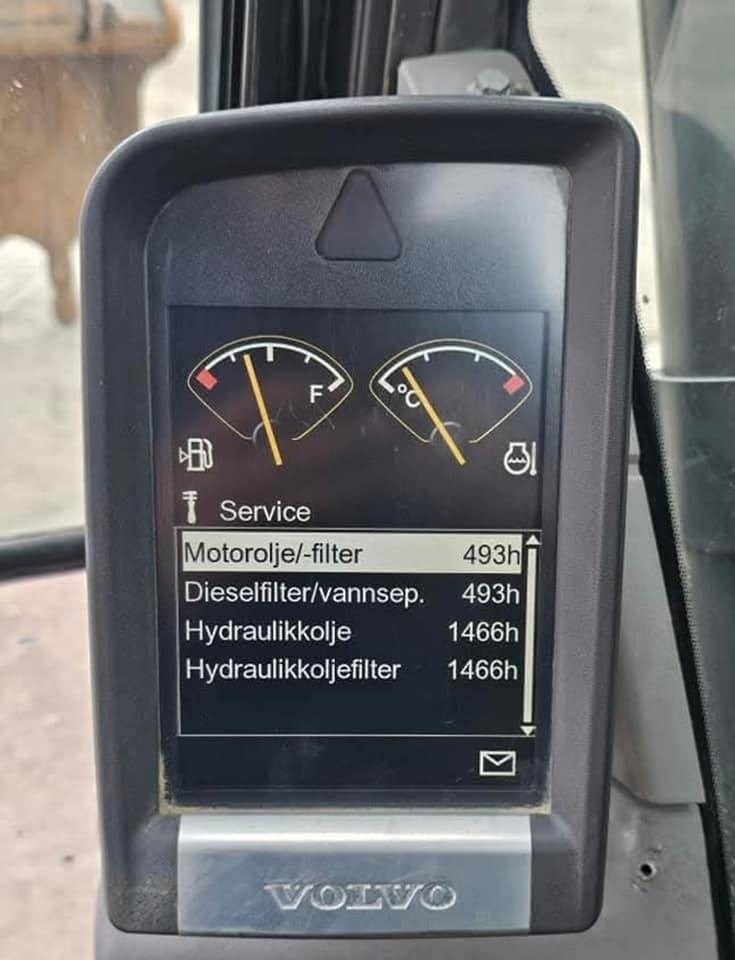 F
°C
Service
Motorolje/-filter 493h
Dieselfilter/vannsep. 493h
Hydraulikkolje 1466h
Hydraulikkoljefilter 1466h
VOLVO